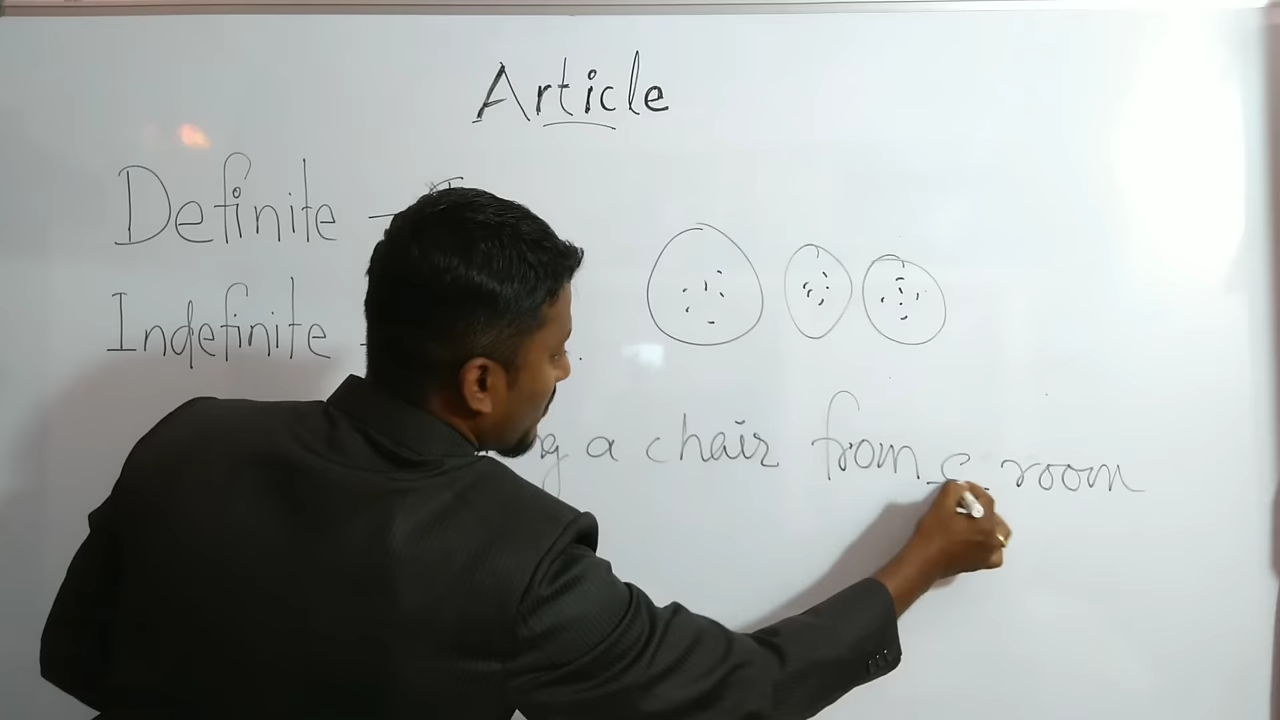 Article
Definite -
Indefinite -
g a chair from room